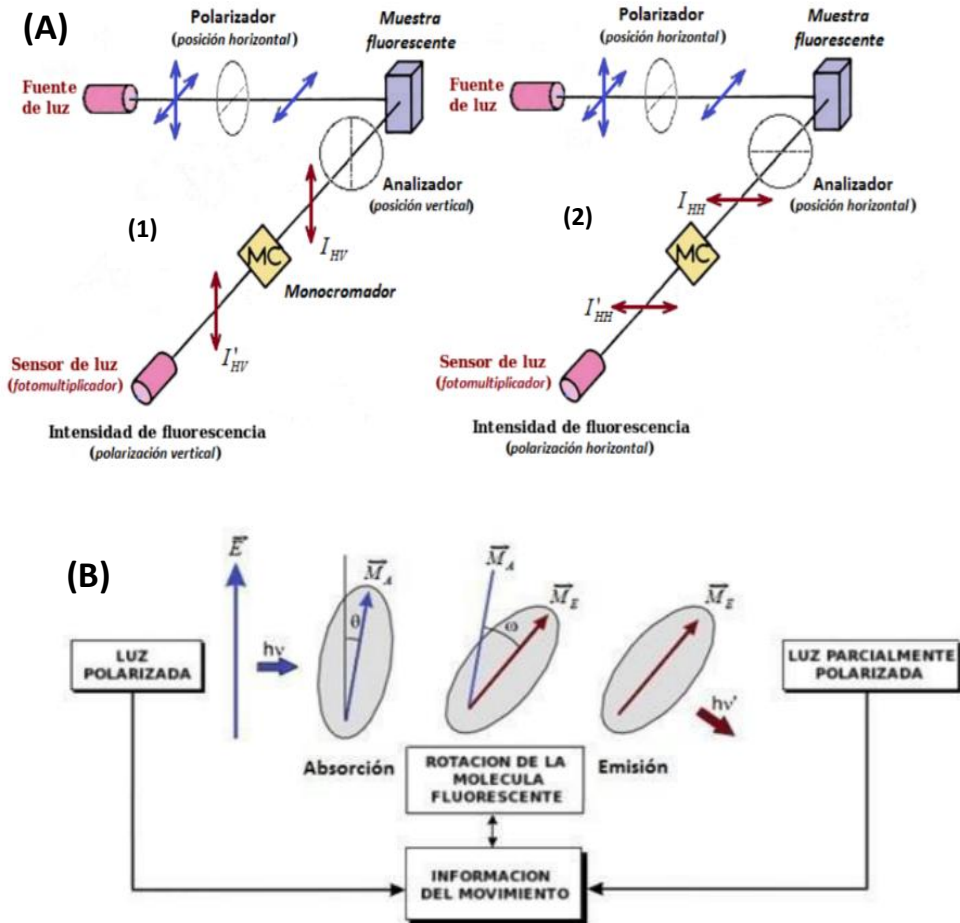 (A)
Polarizador
(posición horizontal)
Muestra
fluorescente
Fuente
de luz
Analizador
(posición vertical)
(1)
I_HV
MC
Monocromador
I'_HV
Sensor de luz
(fotomultiplicador)
Intensidad de fluorescencia
(polarización vertical)
Polarizador
(posición horizontal)
Muestra
fluorescente
Fuente
de luz
Analizador
(posición horizontal)
(2)
I_HH
MC
I'_HH
Sensor de luz
(fotomultiplicador)
Intensidad de fluorescencia
(polarización horizontal)
(B)
E
M_A
θ
hν
M_A
M_E
ω
M_E
hν'
LUZ
POLARIZADA
LUZ PARCIALMENTE
POLARIZADA
Absorción
ROTACION DE LA
MOLECULA
FLUORESCENTE
Emisión
INFORMACION
DEL MOVIMIENTO